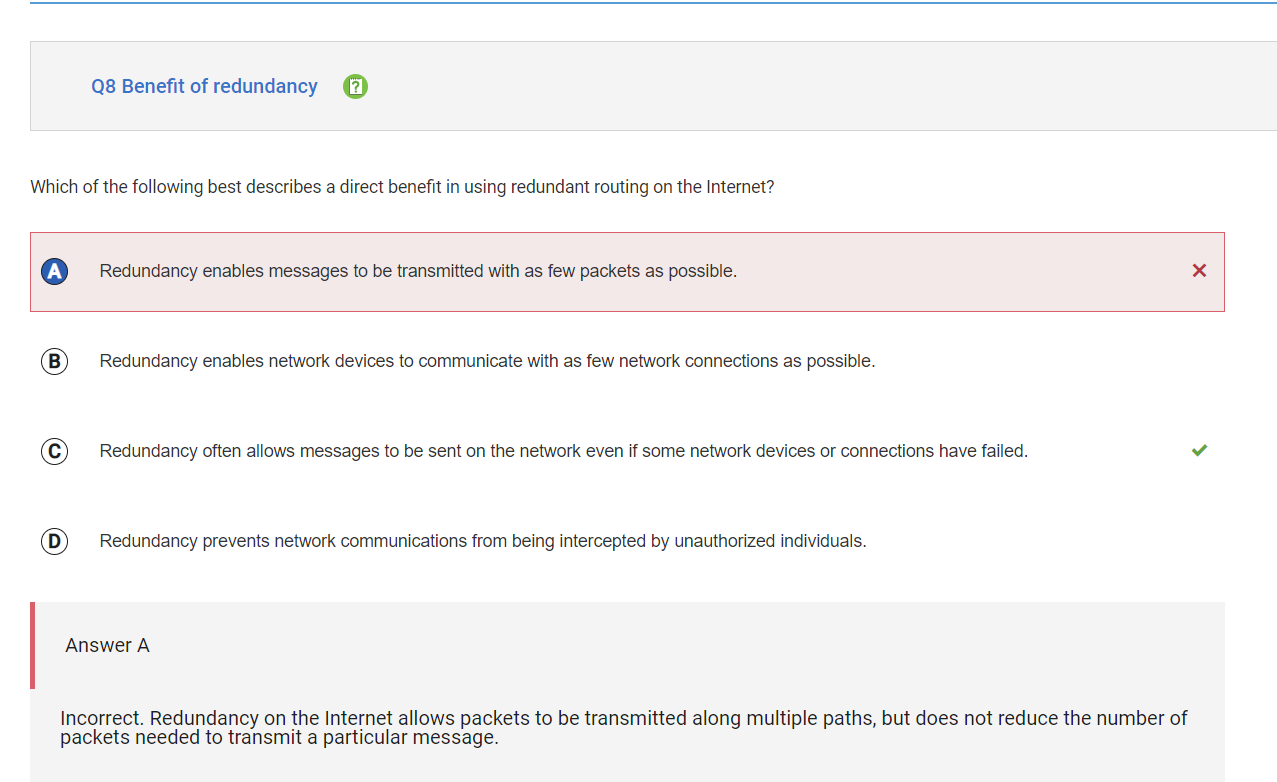 Q8 Benefit of redundancy ?
Which of the following best describes a direct benefit in using redundant routing on the Internet?
A Redundancy enables messages to be transmitted with as few packets as possible.
B Redundancy enables network devices to communicate with as few network connections as possible.
C Redundancy often allows messages to be sent on the network even if some network devices or connections have failed.
D Redundancy prevents network communications from being intercepted by unauthorized individuals.
Answer A
Incorrect. Redundancy on the Internet allows packets to be transmitted along multiple paths, but does not reduce the number of
packets needed to transmit a particular message.